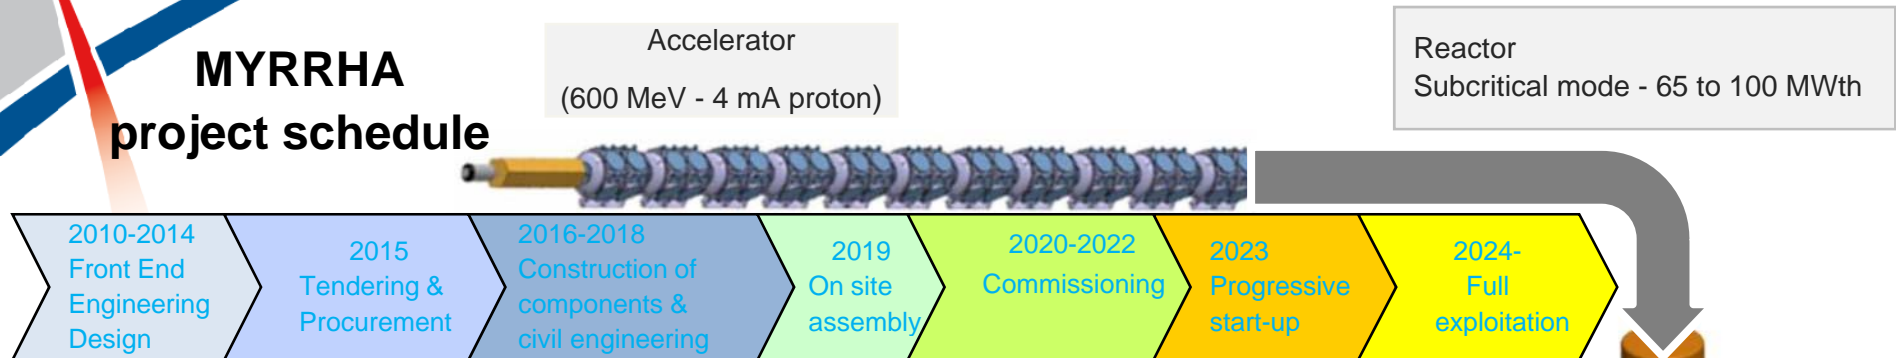 MYRRHA
project schedule
Accelerator
(600 MeV - 4 mA proton)
Reactor
Subcritical mode - 65 to 100 MWth
2010-2014
Front End
Engineering
Design
2015
Tendering &
Procurement
2016-2018
Construction of
components &
civil engineering
2019
On site
assembly
2020-2022
Commissioning
2023
Progressive
start-up
2024-
Full
exploitation